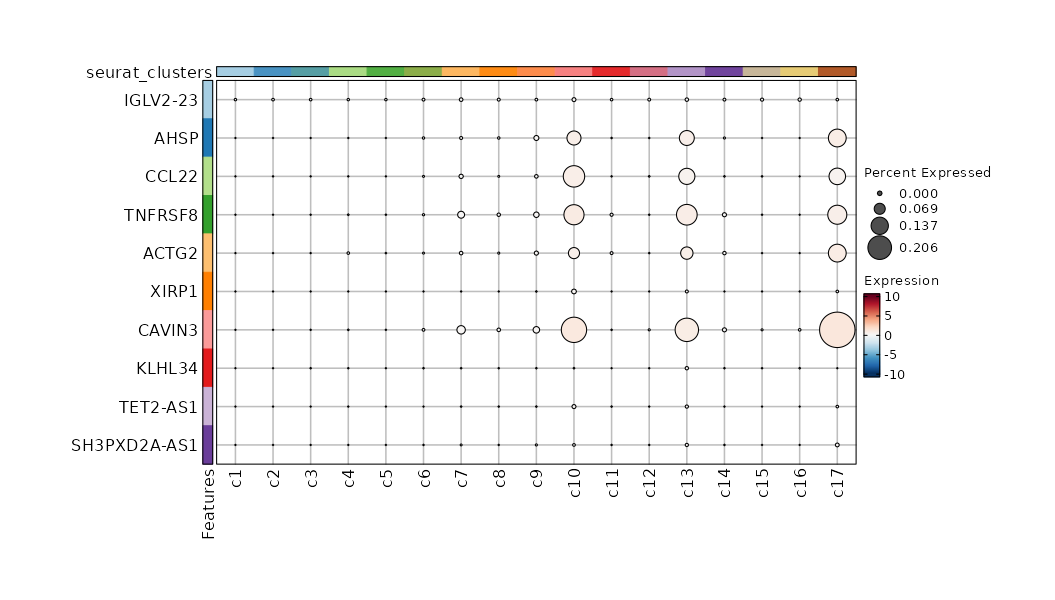 seurat_clusters
IGLV2-23
AHSP
CCL22
TNFRSF8
ACTG2
XIRP1
CAVIN3
KLHL34
TET2-AS1
SH3PXD2A-AS1
Features
c1
c2
c3
c4
c5
c6
c7
c8
c9
c10
c11
c12
c13
c14
c15
c16
c17
Percent Expressed
0.000
0.069
0.137
0.206
Expression
10
5
0
-5
-10